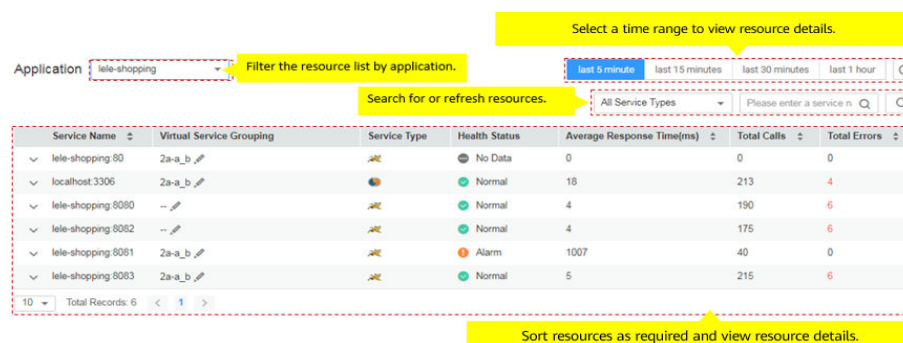 Select a time range to view resource details.
Application lele-shopping Filter the resource list by application. last 5 minute last 15 minutes last 30 minutes last 1 hour
Search for or refresh resources. All Service Types Please enter a service n
Service Name Virtual Service Grouping Service Type Health Status Average Response Time(ms) Total Calls Total Errors
lele-shopping:80 2a-a_b No Data 0 0 0
localhost:3306 2a-a_b Normal 18 213 4
lele-shopping:8080 -- Normal 4 190 6
lele-shopping:8082 -- Normal 4 175 6
lele-shopping:8081 2a-a_b Alarm 1007 40 0
lele-shopping:8083 2a-a_b Normal 5 215 6
10 Total Records: 6 < 1 >
Sort resources as required and view resource details.